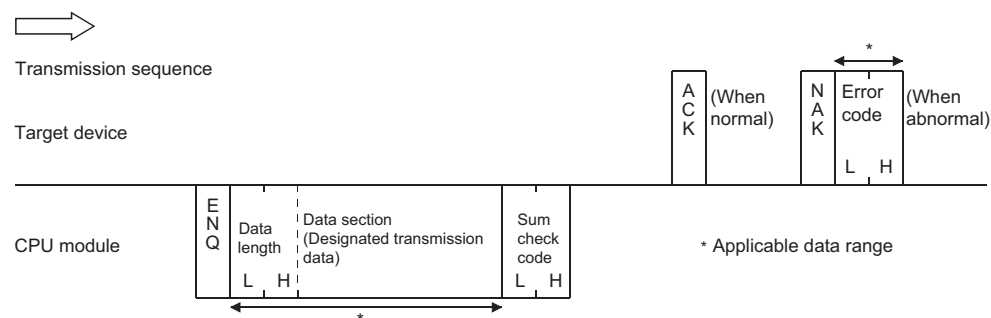 Transmission sequence
*
Target device
A
C
K
(When
normal)
N
A
K
Error
code
L H
(When
abnormal)
CPU module
E
N
Q
Data
length
L H
Data section
(Designated transmission
data)
Sum
check
code
L H
* Applicable data range
*